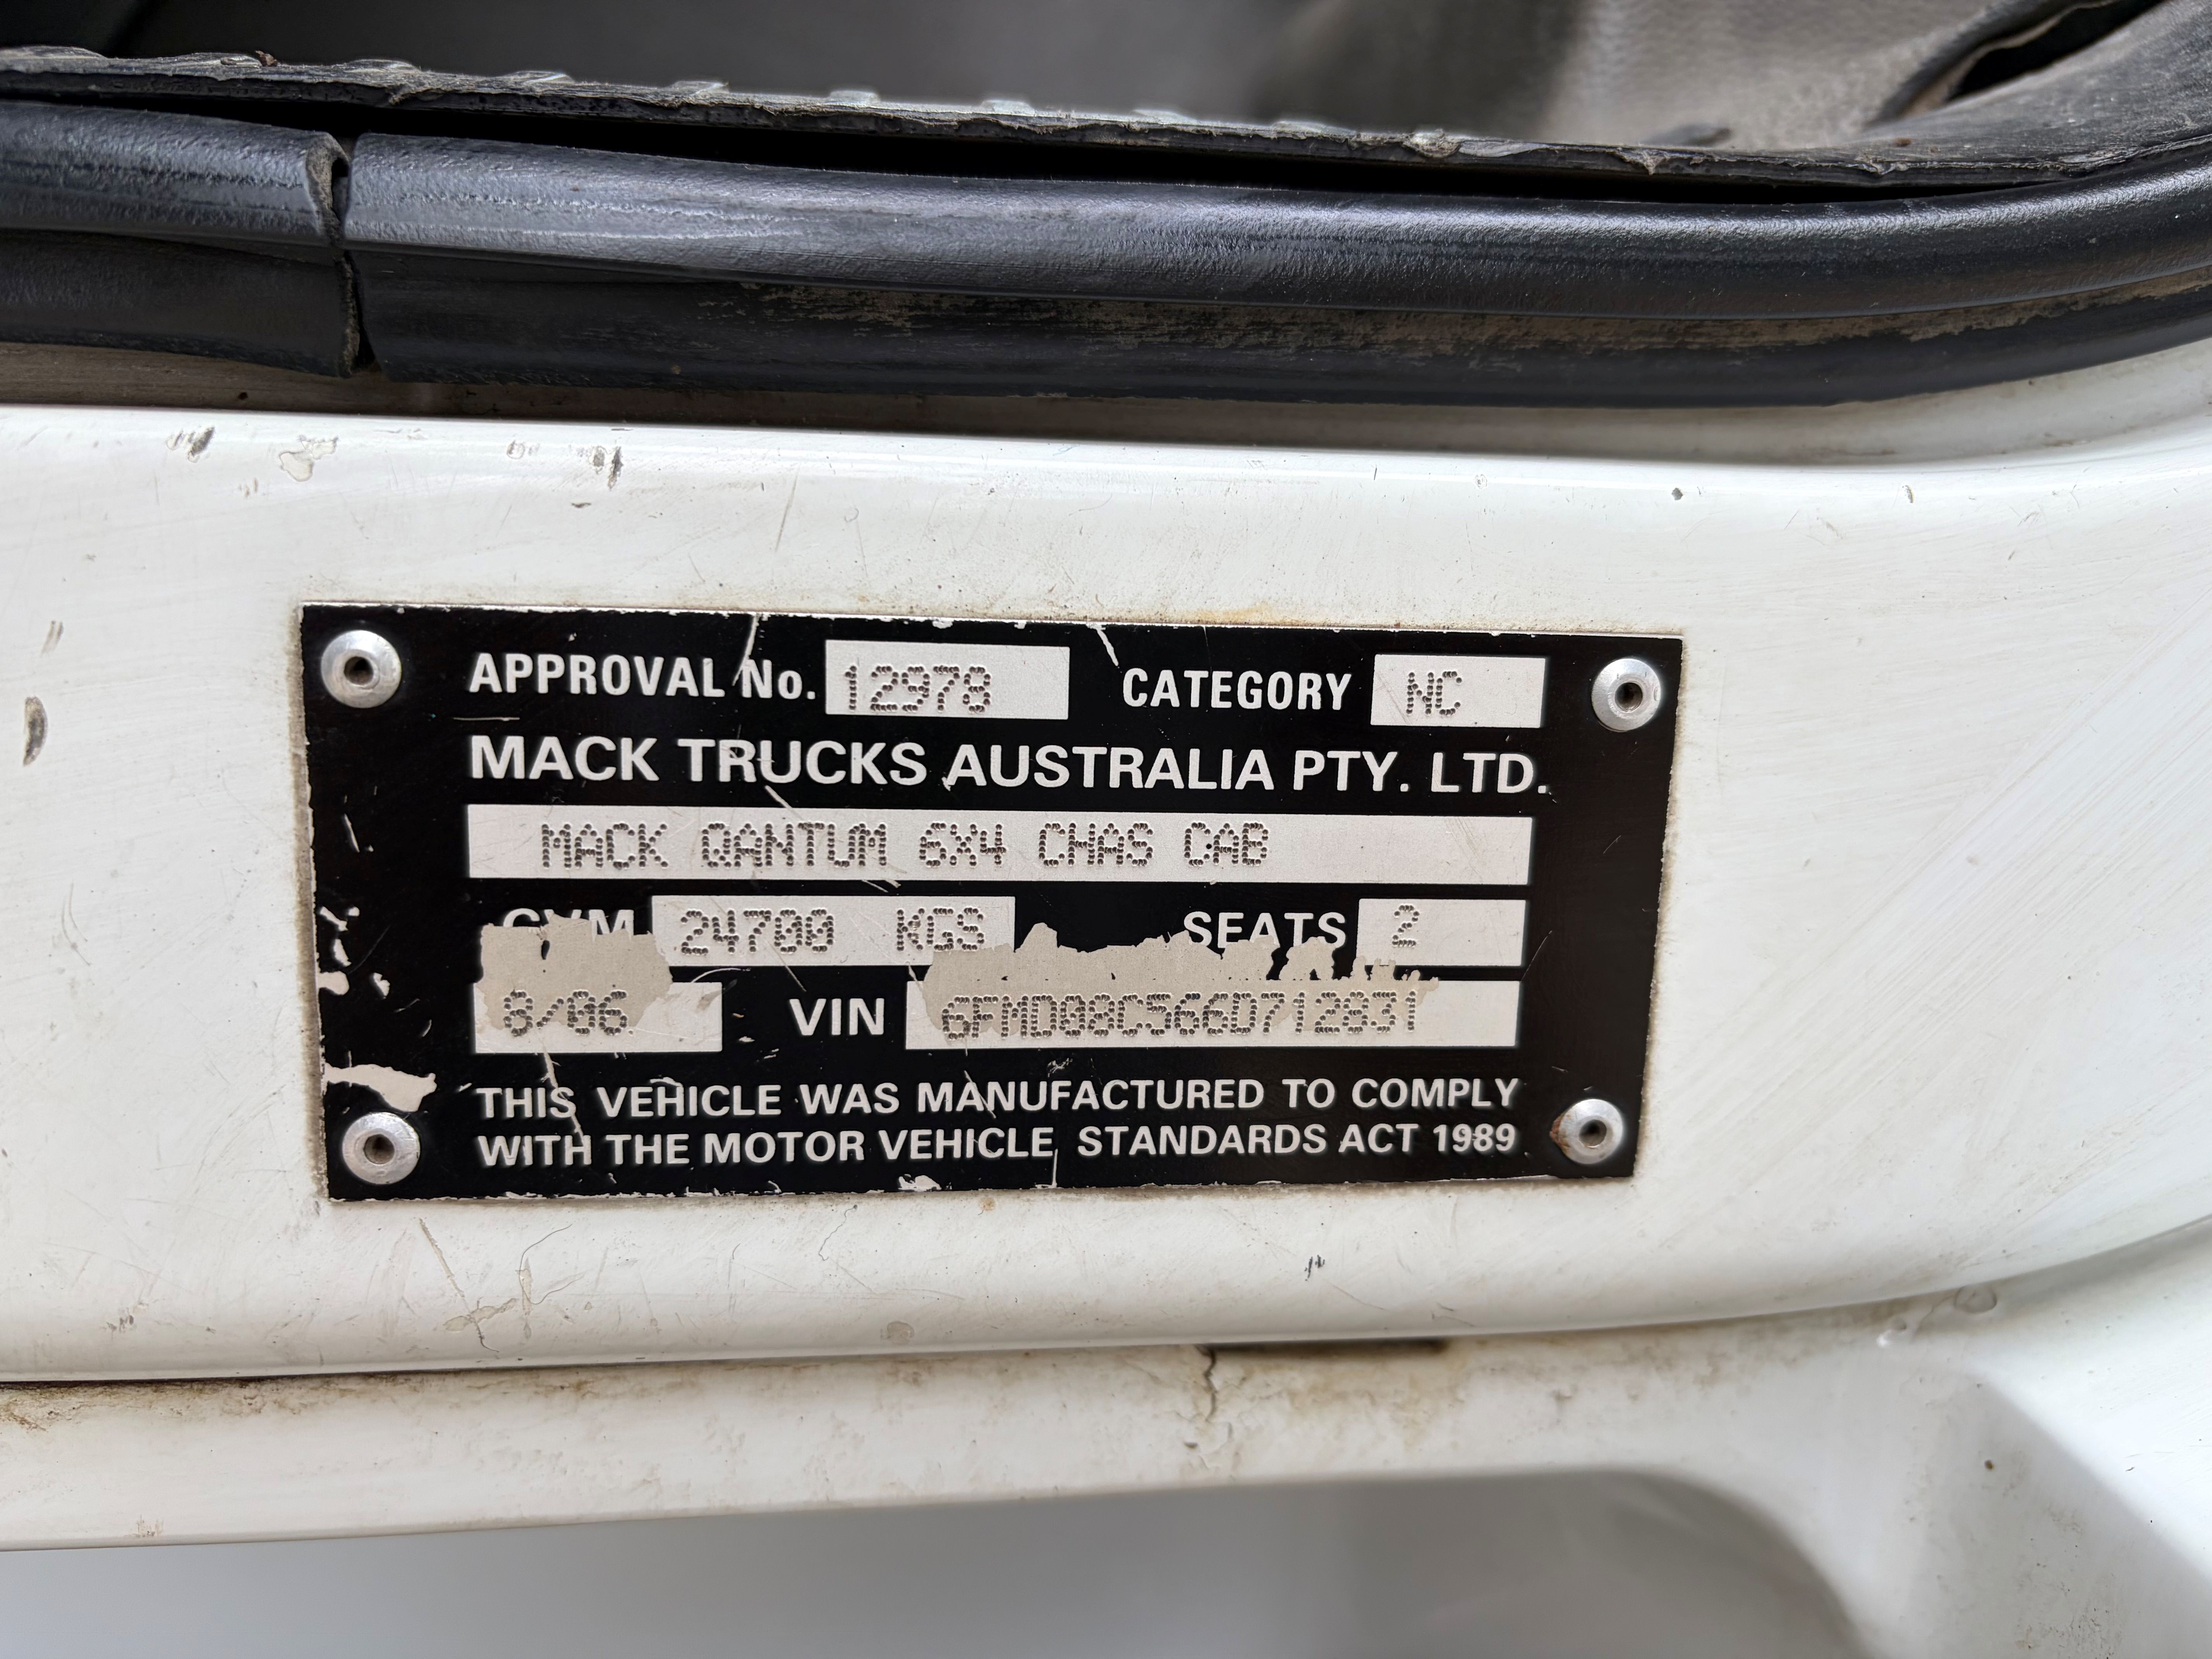 APPROVAL No. 12978 CATEGORY NC
MACK TRUCKS AUSTRALIA PTY. LTD.
MACK QANTUM 6X4 CHAS CAB
GVM 24700 KGS SEATS 2
8/06 VIN 6FMD08C566D712831
THIS VEHICLE WAS MANUFACTURED TO COMPLY
WITH THE MOTOR VEHICLE STANDARDS ACT 1989